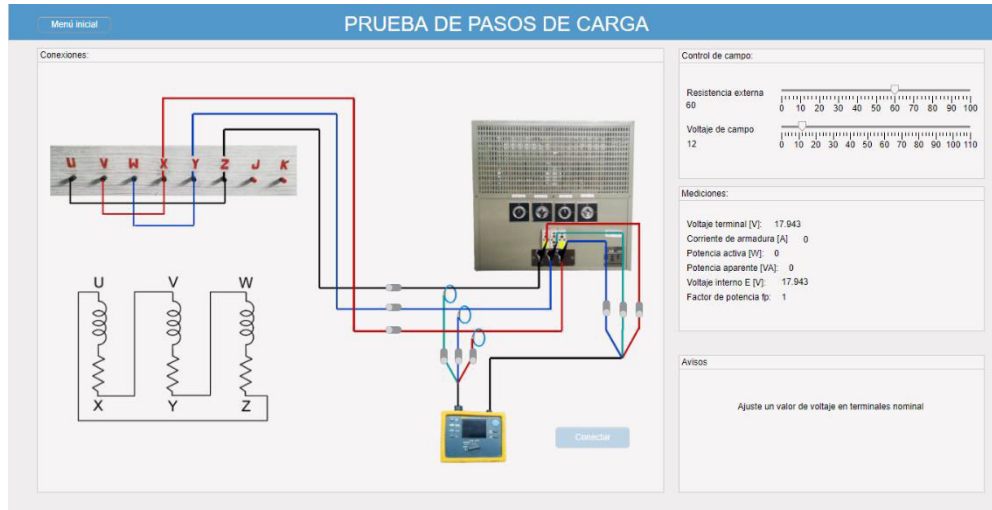 Menú inicial
PRUEBA DE PASOS DE CARGA
Conexiones:
U V W X Y Z J K
U V W
X Y Z
Conectar
Control de campo:
Resistencia externa
60
0 10 20 30 40 50 60 70 80 90 100
Voltaje de campo
12
0 10 20 30 40 50 60 70 80 90 100 110
Mediciones:
Voltaje terminal [V]: 17.943
Corriente de armadura [A] 0
Potencia activa [W]: 0
Potencia aparente [VA]: 0
Voltaje interno E [V]: 17.943
Factor de potencia fp: 1
Avisos
Ajuste un valor de voltaje en terminales nominal